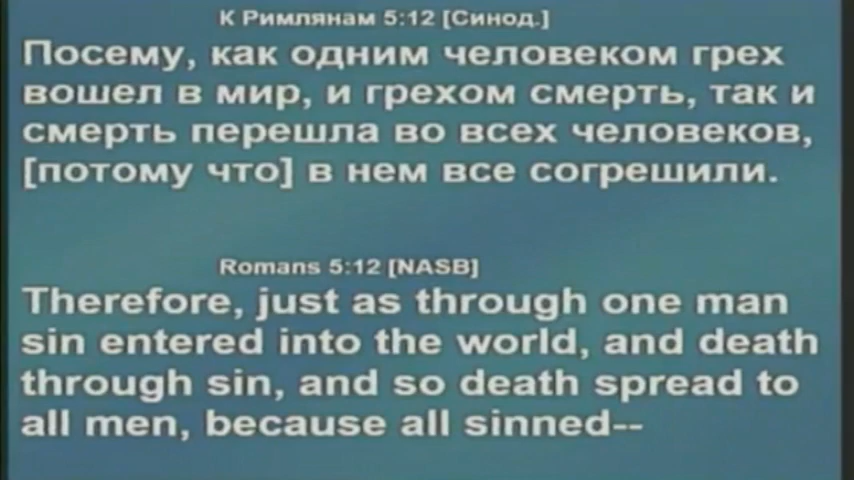 К Римлянам 5:12 [Синод.]
Посему, как одним человеком грех
вошел в мир, и грехом смерть, так и
смерть перешла во всех человеков,
[потому что] в нем все согрешили.
Romans 5:12 [NASB]
Therefore, just as through one man
sin entered into the world, and death
through sin, and so death spread to
all men, because all sinned--